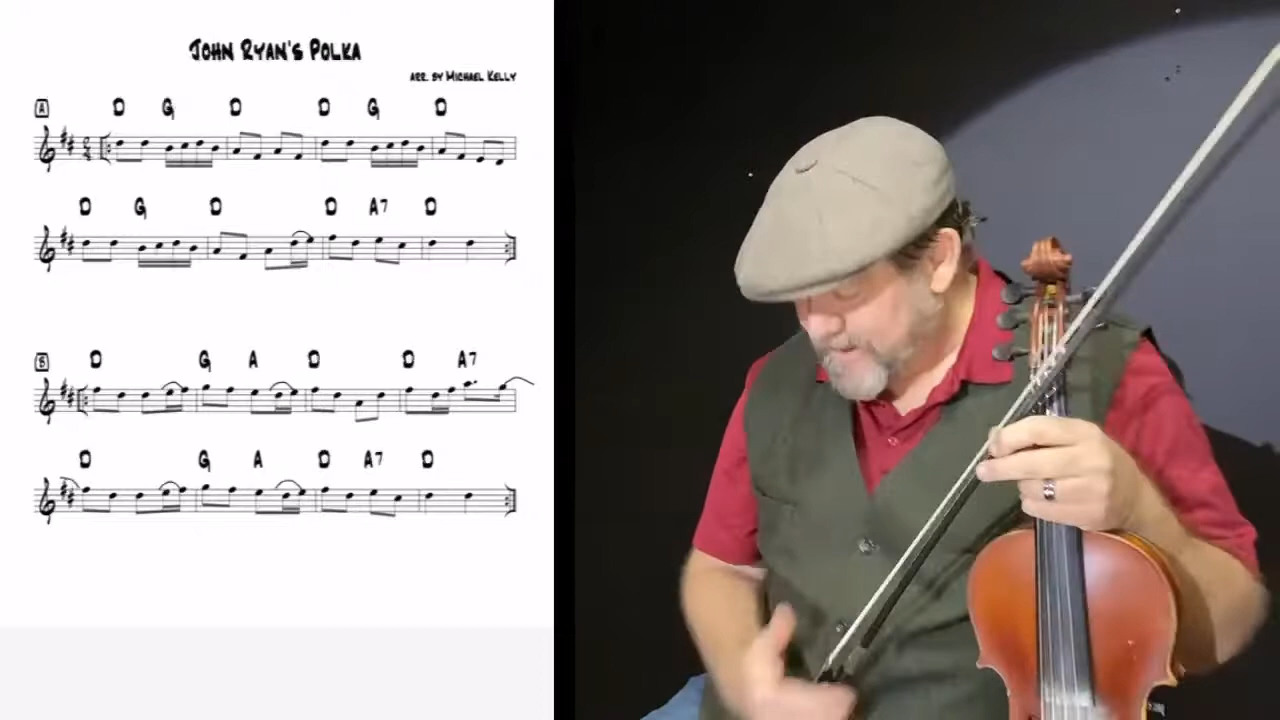 John Ryan's Polka
arr. by Michael Kelly
A
D G D D G D
D G D D A7 D
B
D G A D D A7
D G A D A7 D